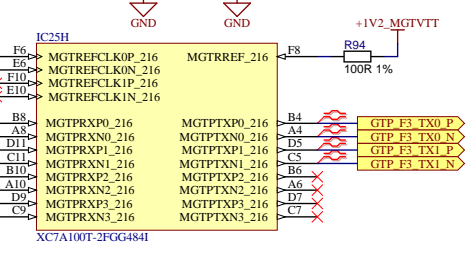 GND
GND
+1V2_MGTVTT
IC25H
F6 MGTREFCLK0P_216 MGTRREF_216 F8 R94 100R 1%
E6 MGTREFCLK0N_216
F10 MGTREFCLK1P_216
E10 MGTREFCLK1N_216
B8 MGTPRXP0_216 MGTPTXP0_216 B4 GTP_F3_TX0_P
A8 MGTPRXN0_216 MGTPTXN0_216 A4 GTP_F3_TX0_N
D11 MGTPRXP1_216 MGTPTXP1_216 D5 GTP_F3_TX1_P
C11 MGTPRXN1_216 MGTPTXN1_216 C5 GTP_F3_TX1_N
B10 MGTPRXP2_216 MGTPTXP2_216 B6
A10 MGTPRXN2_216 MGTPTXN2_216 A6
D9 MGTPRXP3_216 MGTPTXP3_216 D7
C9 MGTPRXN3_216 MGTPTXN3_216 C7
XC7A100T-2FGG484I